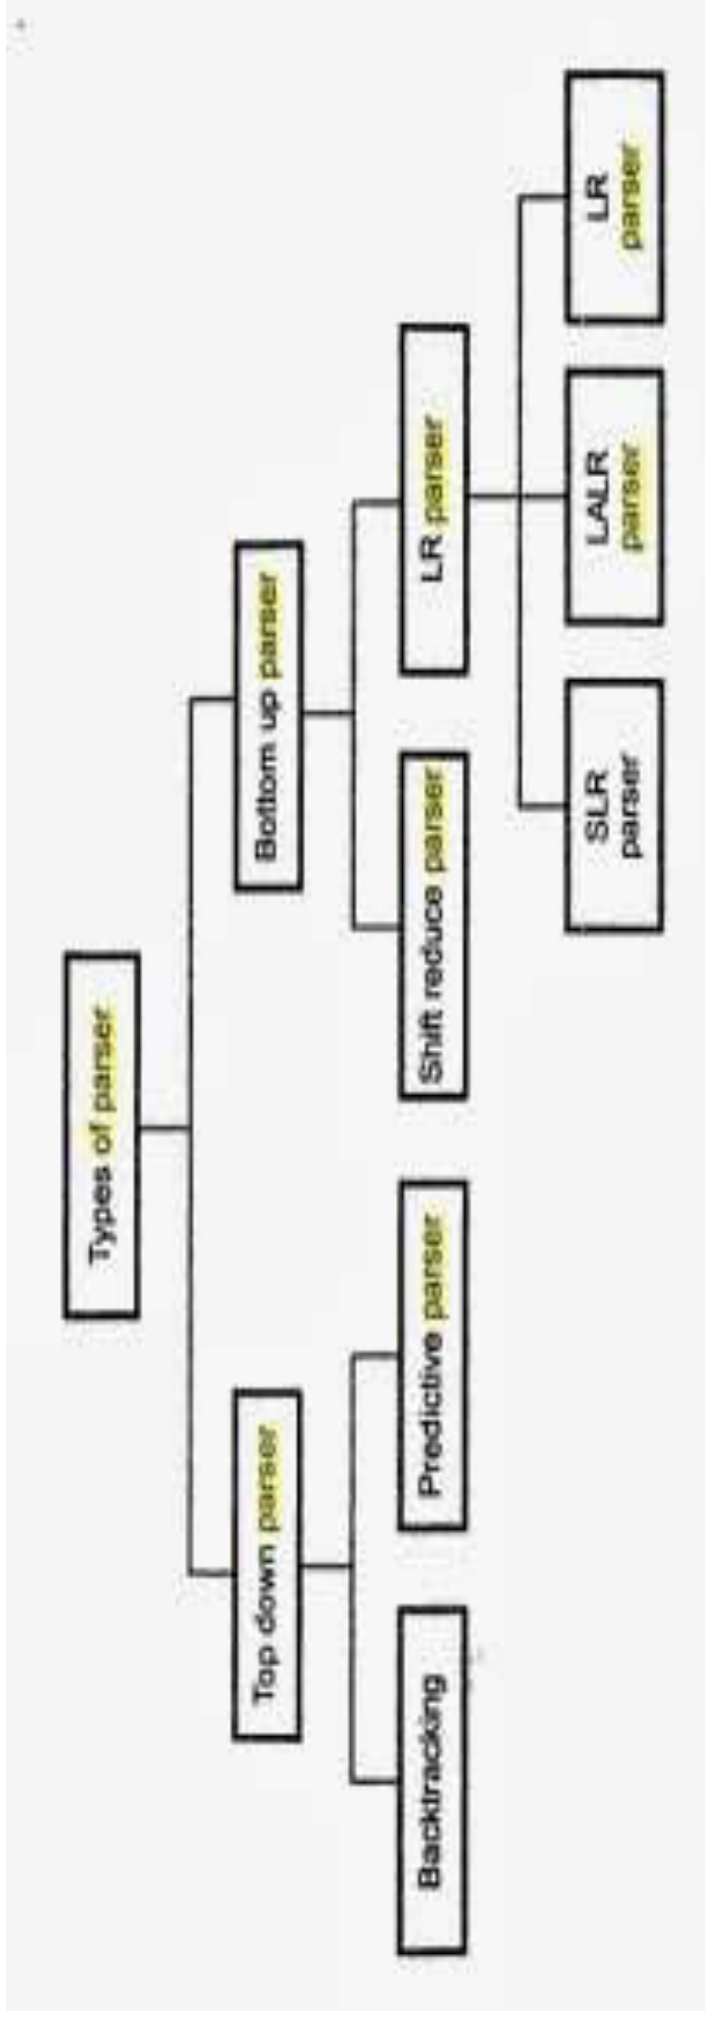 Types of parser
Top down parser
Bottom up parser
Backtracking
Predictive parser
Shift reduce parser
LR parser
SLR
parser
LALR
parser
LR
parser